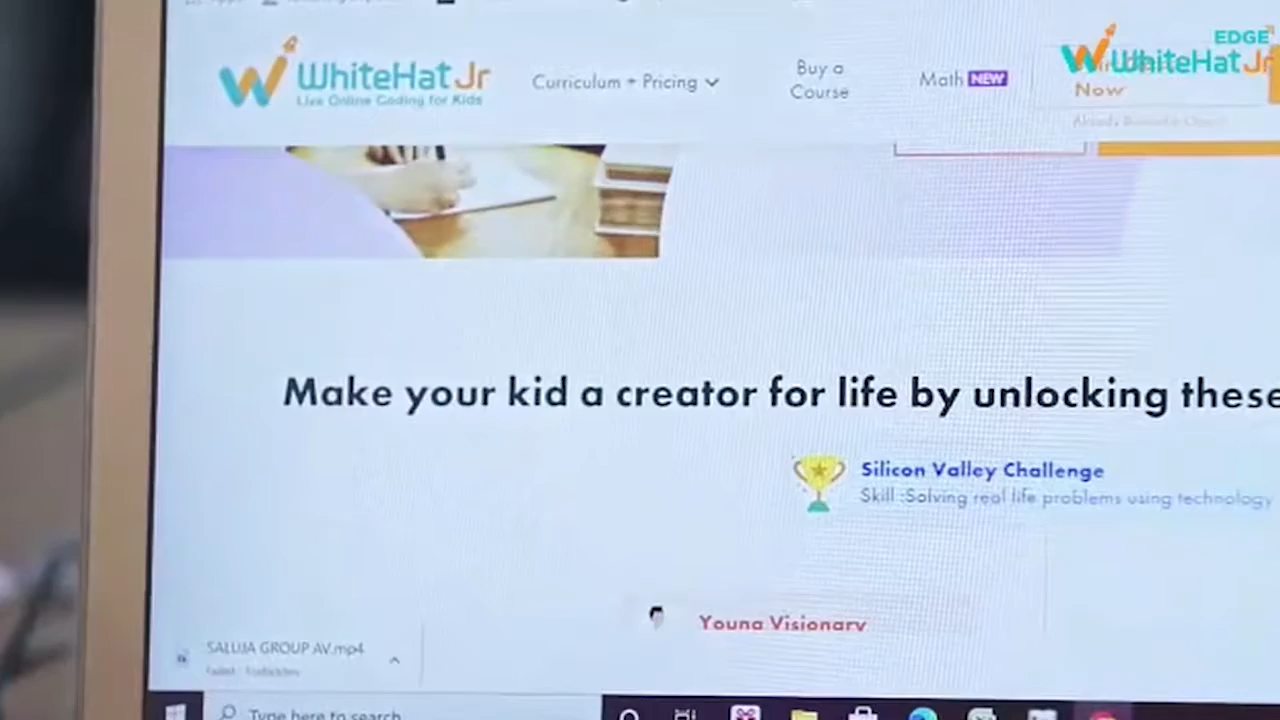 WhiteHat Jr
Live Online Coding for Kids
Curriculum + Pricing
Buy a
Course
Math NEW
EDGE
WhiteHat Jr
Now
Make your kid a creator for life by unlocking these
Silicon Valley Challenge
Skill :Solving real life problems using technology
Young Visionary
SALUJA GROUP AV.mp4
Failed - Forbidden
Type here to search